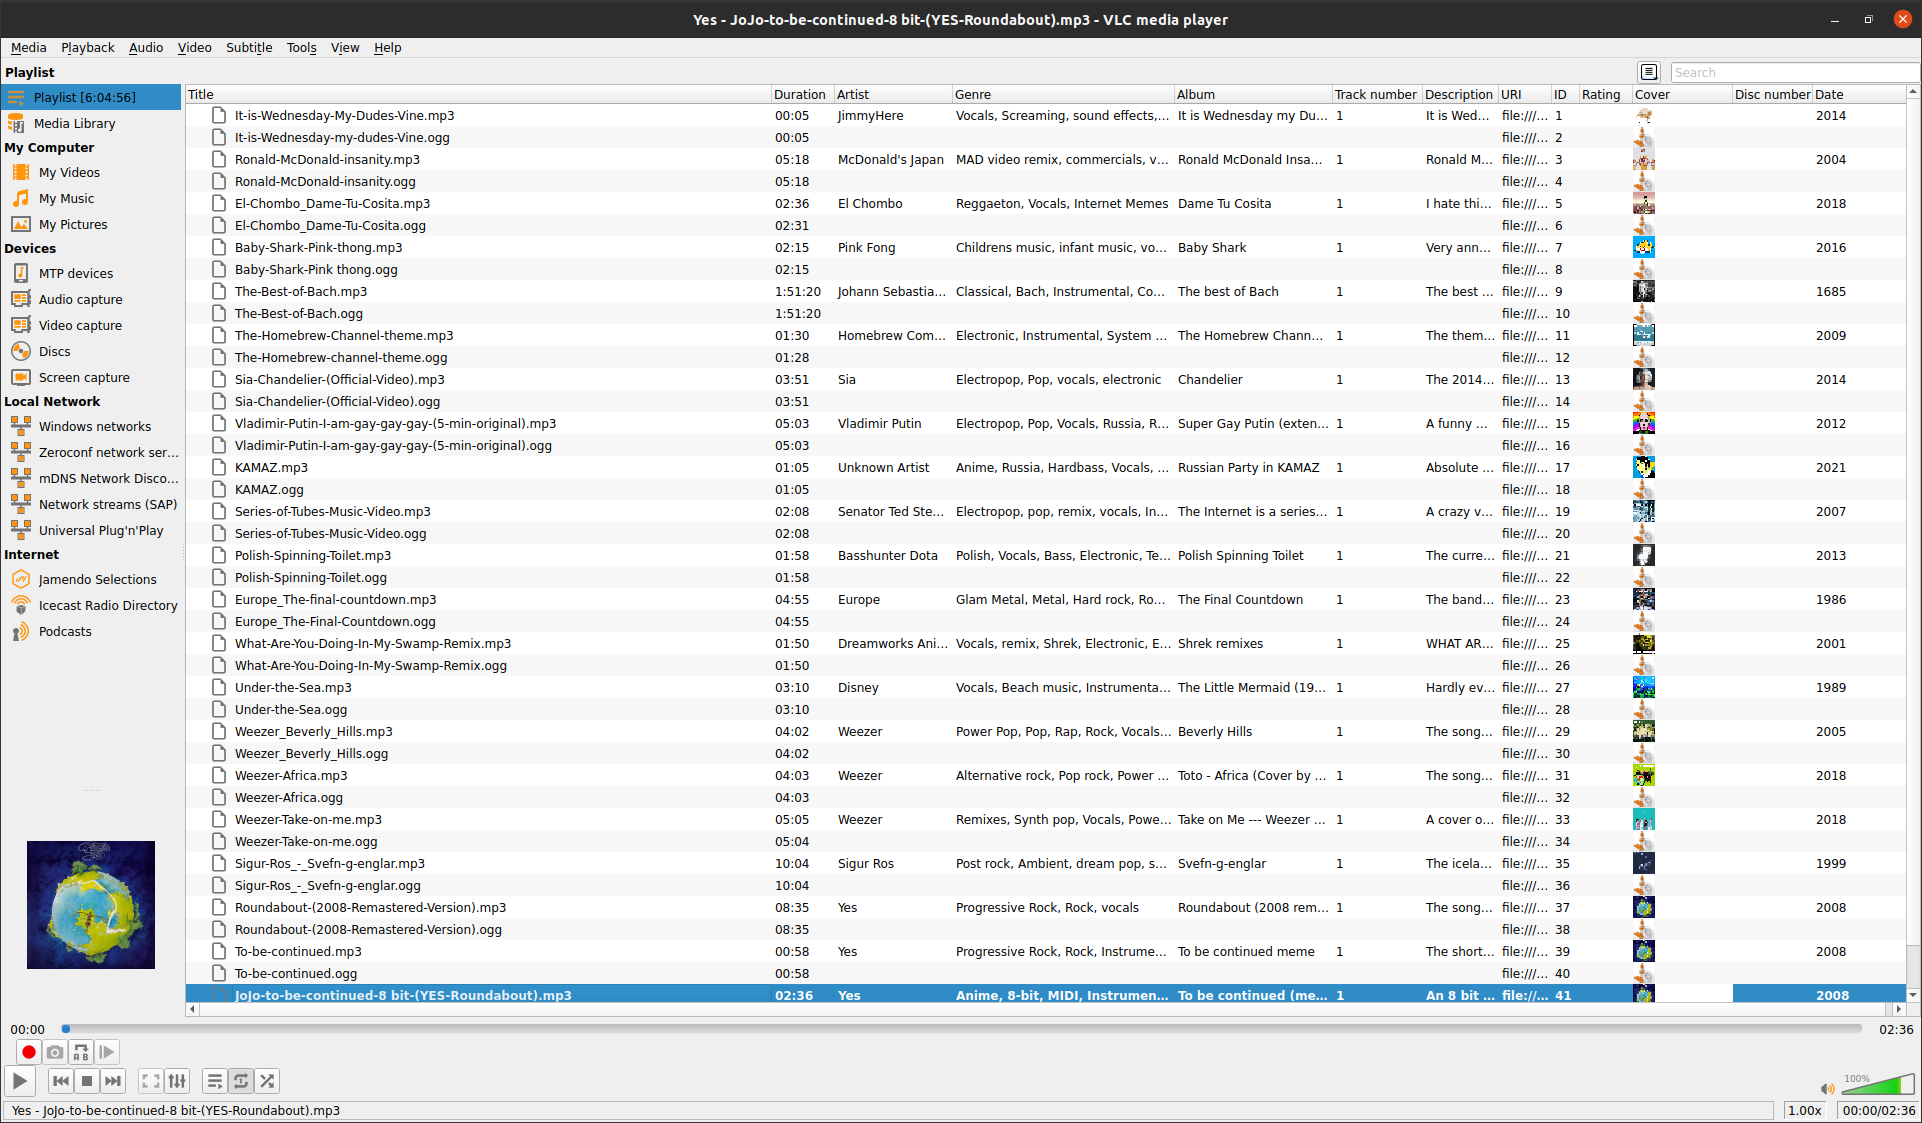 Yes - JoJo-to-be-continued-8 bit-(YES-Roundabout).mp3 - VLC media player
Media Playback Audio Video Subtitle Tools View Help
Playlist
Search
Playlist [6:04:56]
Media Library
My Computer
My Videos
My Music
My Pictures
Devices
MTP devices
Audio capture
Video capture
Discs
Screen capture
Local Network
Windows networks
Zeroconf network ser...
mDNS Network Disco...
Network streams (SAP)
Universal Plug'n'Play
Internet
Jamendo Selections
Icecast Radio Directory
Podcasts
Title Duration Artist Genre Album Track number Description URI ID Rating Cover Disc number Date
It-is-Wednesday-My-Dudes-Vine.mp3 00:05 JimmyHere Vocals, Screaming, sound effects,... It is Wednesday my Du... 1 It is Wed... file:///... 1 2014
It-is-Wednesday-my-dudes-Vine.ogg 00:05 file:///... 2
Ronald-McDonald-insanity.mp3 05:18 McDonald's Japan MAD video remix, commercials, v... Ronald McDonald Insa... 1 Ronald M... file:///... 3 2004
Ronald-McDonald-insanity.ogg 05:18 file:///... 4
El-Chombo_Dame-Tu-Cosita.mp3 02:36 El Chombo Reggaeton, Vocals, Internet Memes Dame Tu Cosita 1 I hate thi... file:///... 5 2018
El-Chombo_Dame-Tu-Cosita.ogg 02:31 file:///... 6
Baby-Shark-Pink-thong.mp3 02:15 Pink Fong Childrens music, infant music, vo... Baby Shark 1 Very ann... file:///... 7 2016
Baby-Shark-Pink thong.ogg 02:15 file:///... 8
The-Best-of-Bach.mp3 1:51:20 Johann Sebastia... Classical, Bach, Instrumental, Co... The best of Bach 1 The best ... file:///... 9 1685
The-Best-of-Bach.ogg 1:51:20 file:///... 10
The-Homebrew-Channel-theme.mp3 01:30 Homebrew Com... Electronic, Instrumental, System ... The Homebrew Chann... 1 The them... file:///... 11 2009
The-Homebrew-channel-theme.ogg 01:28 file:///... 12
Sia-Chandelier-(Official-Video).mp3 03:51 Sia Electropop, Pop, vocals, electronic Chandelier 1 The 2014... file:///... 13 2014
Sia-Chandelier-(Official-Video).ogg 03:51 file:///... 14
Vladimir-Putin-I-am-gay-gay-gay-(5-min-original).mp3 05:03 Vladimir Putin Electropop, Pop, Vocals, Russia, R... Super Gay Putin (exten... 1 A funny ... file:///... 15 2012
Vladimir-Putin-I-am-gay-gay-gay-(5-min-original).ogg 05:03 file:///... 16
KAMAZ.mp3 01:05 Unknown Artist Anime, Russia, Hardbass, Vocals, ... Russian Party in KAMAZ 1 Absolute ... file:///... 17 2021
KAMAZ.ogg 01:05 file:///... 18
Series-of-Tubes-Music-Video.mp3 02:08 Senator Ted Ste... Electropop, pop, remix, vocals, In... The Internet is a series... 1 A crazy v... file:///... 19 2007
Series-of-Tubes-Music-Video.ogg 02:08 file:///... 20
Polish-Spinning-Toilet.mp3 01:58 Basshunter Dota Polish, Vocals, Bass, Electronic, Te... Polish Spinning Toilet 1 The curre... file:///... 21 2013
Polish-Spinning-Toilet.ogg 01:58 file:///... 22
Europe_The-final-countdown.mp3 04:55 Europe Glam Metal, Metal, Hard rock, Ro... The Final Countdown 1 The band... file:///... 23 1986
Europe_The-Final-Countdown.ogg 04:55 file:///... 24
What-Are-You-Doing-In-My-Swamp-Remix.mp3 01:50 Dreamworks Ani... Vocals, remix, Shrek, Electronic, E... Shrek remixes 1 WHAT AR... file:///... 25 2001
What-Are-You-Doing-In-My-Swamp-Remix.ogg 01:50 file:///... 26
Under-the-Sea.mp3 03:10 Disney Vocals, Beach music, Instrumenta... The Little Mermaid (19... 1 Hardly ev... file:///... 27 1989
Under-the-Sea.ogg 03:10 file:///... 28
Weezer_Beverly_Hills.mp3 04:02 Weezer Power Pop, Pop, Rap, Rock, Vocals... Beverly Hills 1 The song... file:///... 29 2005
Weezer_Beverly_Hills.ogg 04:02 file:///... 30
Weezer-Africa.mp3 04:03 Weezer Alternative rock, Pop rock, Power ... Toto - Africa (Cover by ... 1 The song... file:///... 31 2018
Weezer-Africa.ogg 04:03 file:///... 32
Weezer-Take-on-me.mp3 05:05 Weezer Remixes, Synth pop, Vocals, Powe... Take on Me --- Weezer ... 1 A cover o... file:///... 33 2018
Weezer-Take-on-me.ogg 05:04 file:///... 34
Sigur-Ros_-_Svefn-g-englar.mp3 10:04 Sigur Ros Post rock, Ambient, dream pop, s... Svefn-g-englar 1 The icela... file:///... 35 1999
Sigur-Ros_-_Svefn-g-englar.ogg 10:04 file:///... 36
Roundabout-(2008-Remastered-Version).mp3 08:35 Yes Progressive Rock, Rock, vocals Roundabout (2008 rem... 1 The song... file:///... 37 2008
Roundabout-(2008-Remastered-Version).ogg 08:35 file:///... 38
To-be-continued.mp3 00:58 Yes Progressive Rock, Rock, Instrume... To be continued meme 1 The short... file:///... 39 2008
To-be-continued.ogg 00:58 file:///... 40
JoJo-to-be-continued-8 bit-(YES-Roundabout).mp3 02:36 Yes Anime, 8-bit, MIDI, Instrumen... To be continued (me... 1 An 8 bit ... file://... 41 2008
00:00 02:36
A B
100%
Yes - JoJo-to-be-continued-8 bit-(YES-Roundabout).mp3 1.00x 00:00/02:36